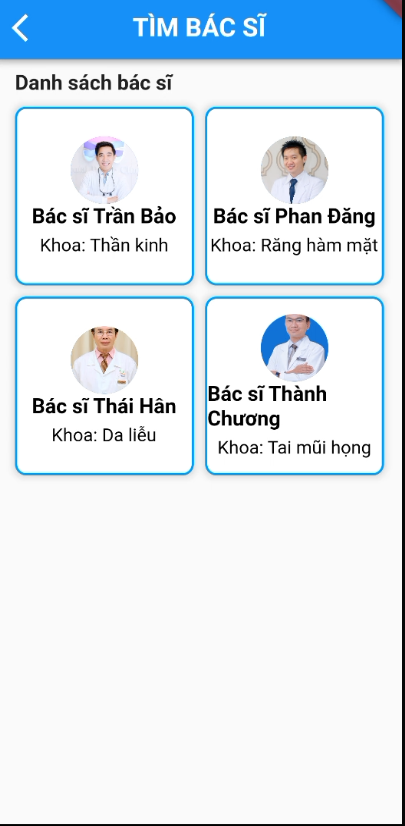 TÌM BÁC SĨ
Danh sách bác sĩ
Bác sĩ Trần Bảo
Khoa: Thần kinh
Bác sĩ Phan Đăng
Khoa: Răng hàm mặt
Bác sĩ Thái Hân
Khoa: Da liễu
Bác sĩ Thành
Chương
Khoa: Tai mũi họng